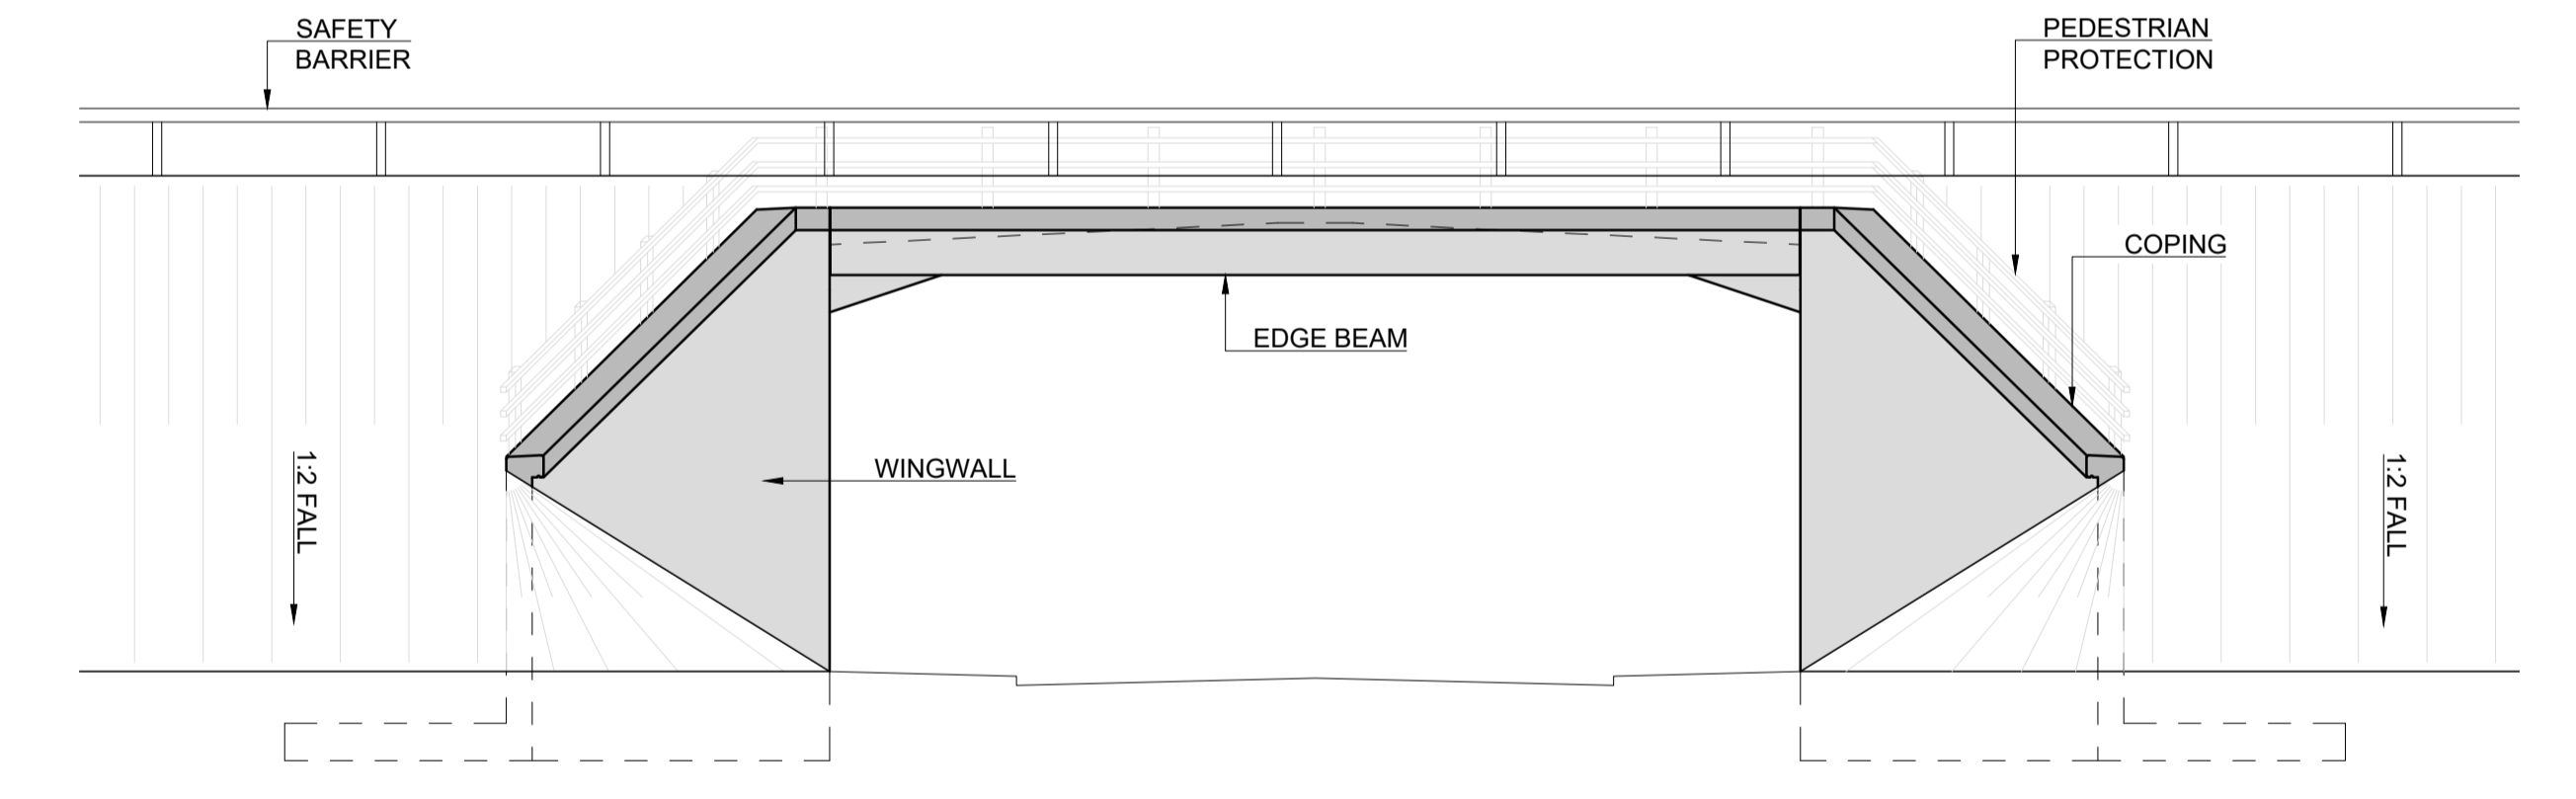 SAFETY
BARRIER
PEDESTRIAN
PROTECTION
COPING
EDGE BEAM
WINGWALL
1:2 FALL
1:2 FALL